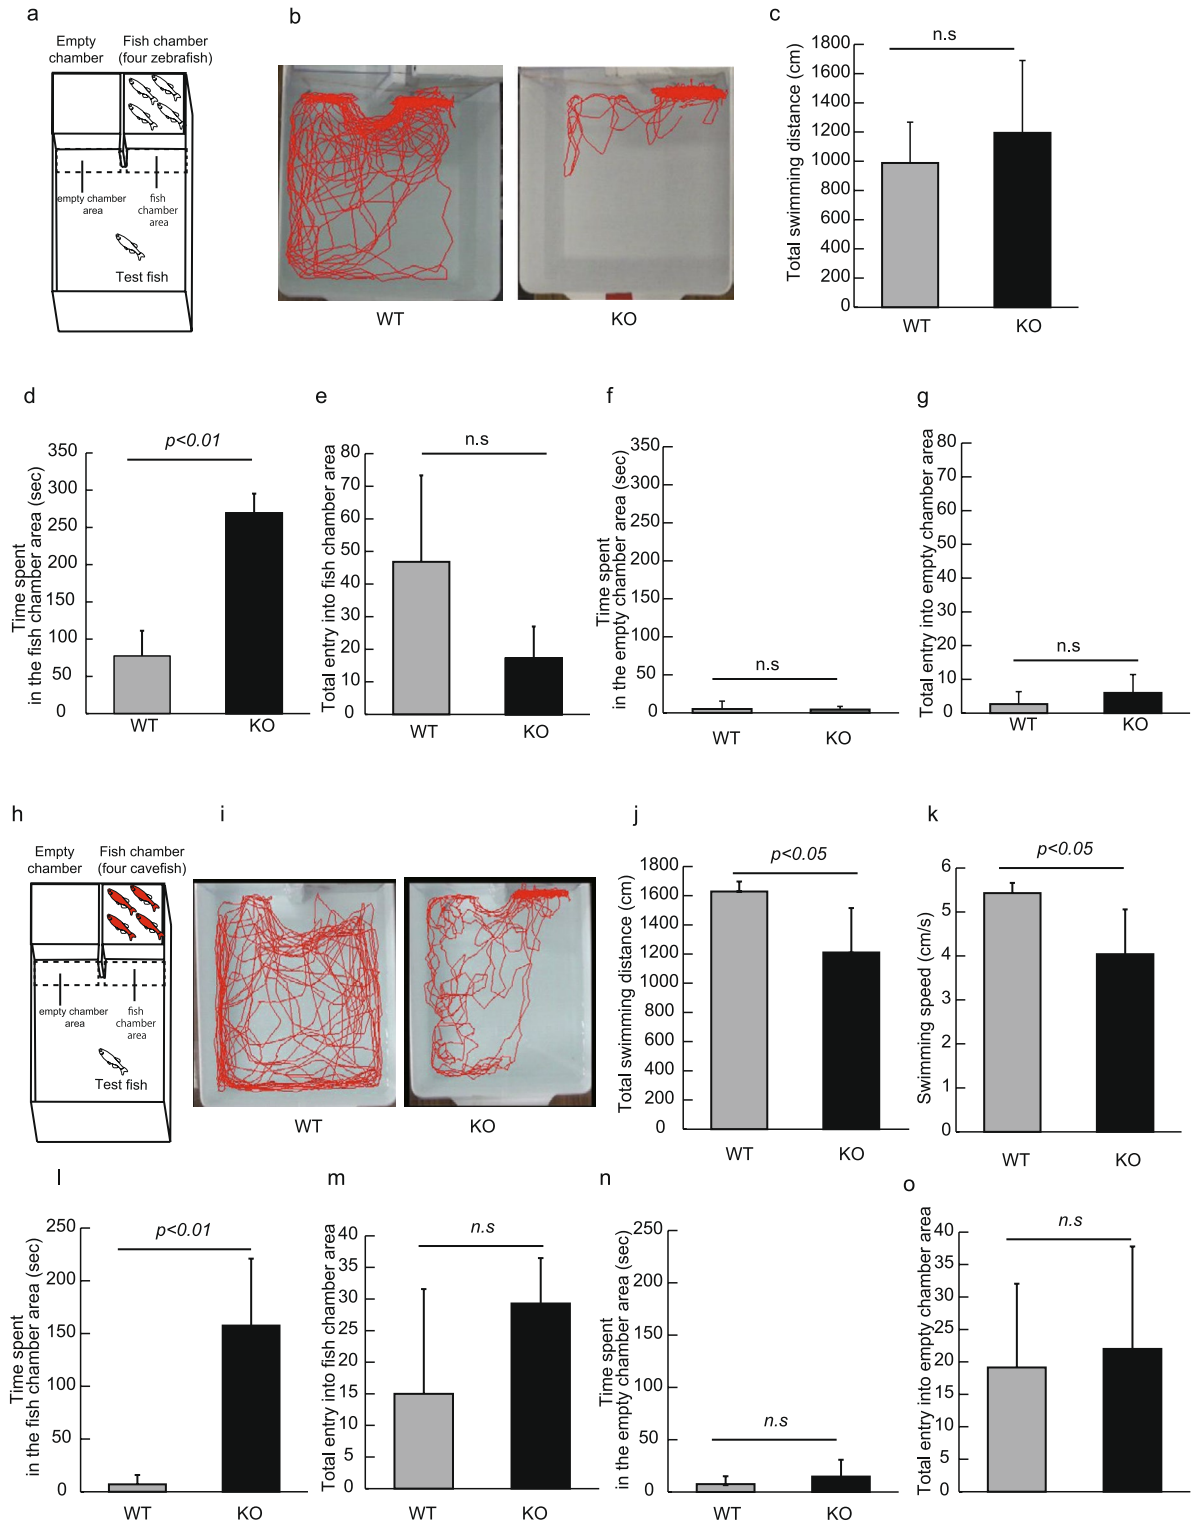 a
Empty
chamber
Fish chamber
(four zebrafish)
empty chamber
area
fish
chamber
area
Test fish
b
WT
KO
c
n.s
Total swimming distance (cm)
1800
1600
1400
1200
1000
800
600
400
200
0
WT
KO
d
p<0.01
Time spent
in the fish chamber area (sec)
350
300
250
200
150
100
50
0
WT
KO
e
n.s
Total entry into fish chamber area
80
70
60
50
40
30
20
10
0
WT
KO
f
Time spent
in the empty chamber area (sec)
350
300
250
200
150
100
50
0
n.s
WT
KO
g
Total entry into empty chamber area
80
70
60
50
40
30
20
10
0
n.s
WT
KO
h
Empty
chamber
Fish chamber
(four cavefish)
empty chamber
area
fish
chamber
area
Test fish
i
WT
KO
j
p<0.05
Total swimming distance (cm)
1800
1600
1400
1200
1000
800
600
400
200
0
WT
KO
k
p<0.05
Swimming speed (cm/s)
6
5
4
3
2
1
0
WT
KO
l
p<0.01
Time spent
in the fish chamber area (sec)
250
200
150
100
50
0
WT
KO
m
n.s
Total entry into fish chamber area
40
35
30
25
20
15
10
5
0
WT
KO
n
Time spent
in the empty chamber area (sec)
250
200
150
100
50
0
n.s
WT
KO
o
n.s
Total entry into empty chamber area
40
35
30
25
20
15
10
5
0
WT
KO